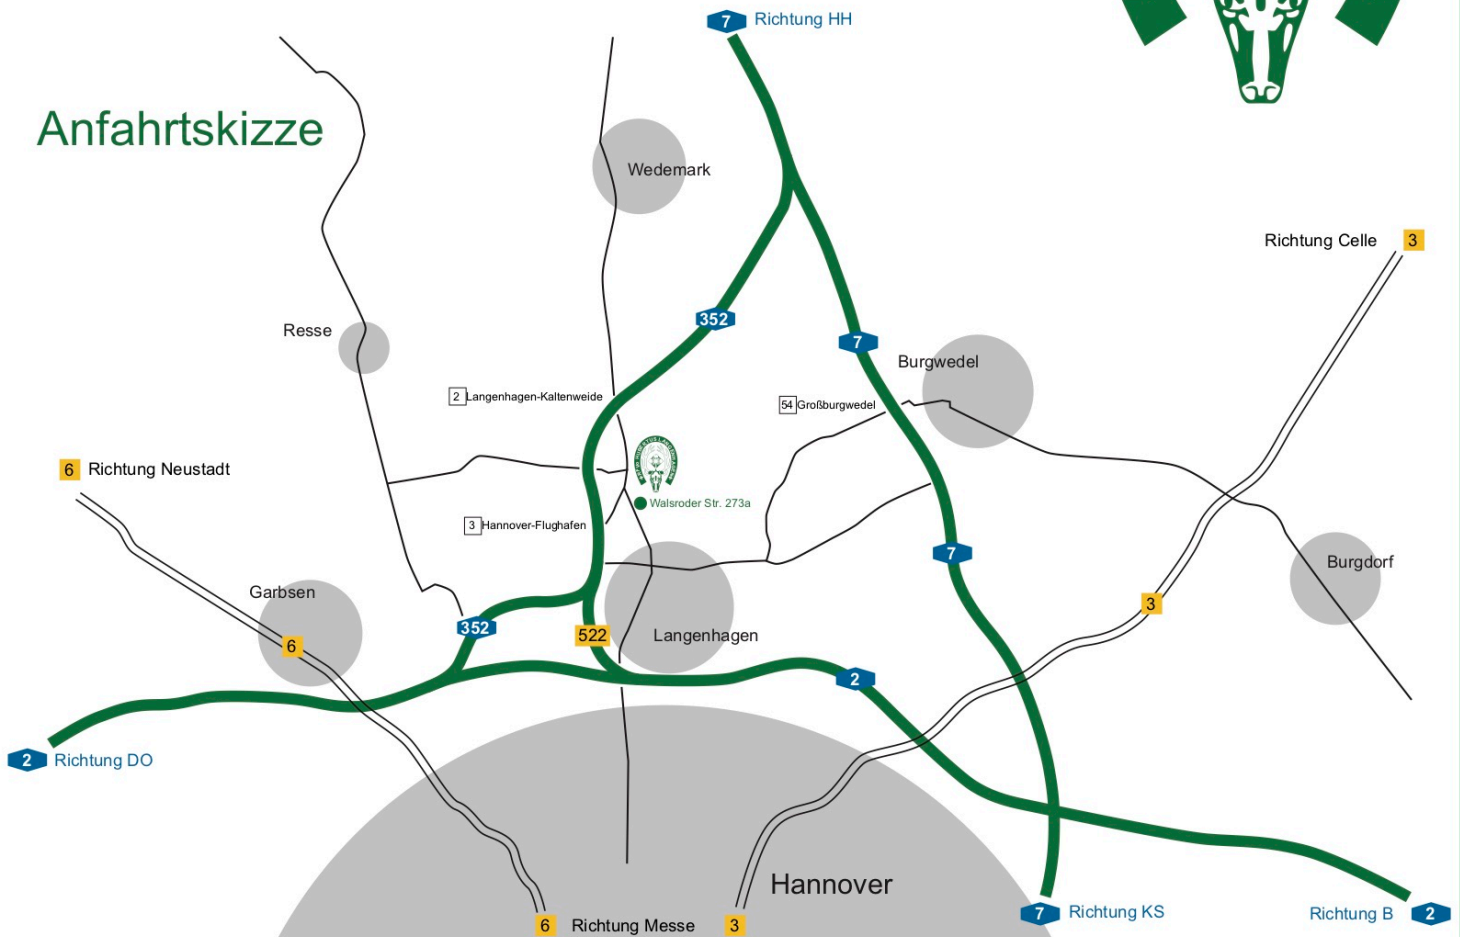 7 Richtung HH
Anfahrtskizze
Wedemark
Richtung Celle 3
352
Resse
7
Burgwedel
2 Langenhagen-Kaltenweide
54 Großburgwedel
6 Richtung Neustadt
Walsroder Str. 273a
3 Hannover-Flughafen
7
Burgdorf
Garbsen
3
352
522
Langenhagen
6
2
2 Richtung DO
Hannover
7 Richtung KS
Richtung B 2
6 Richtung Messe 3